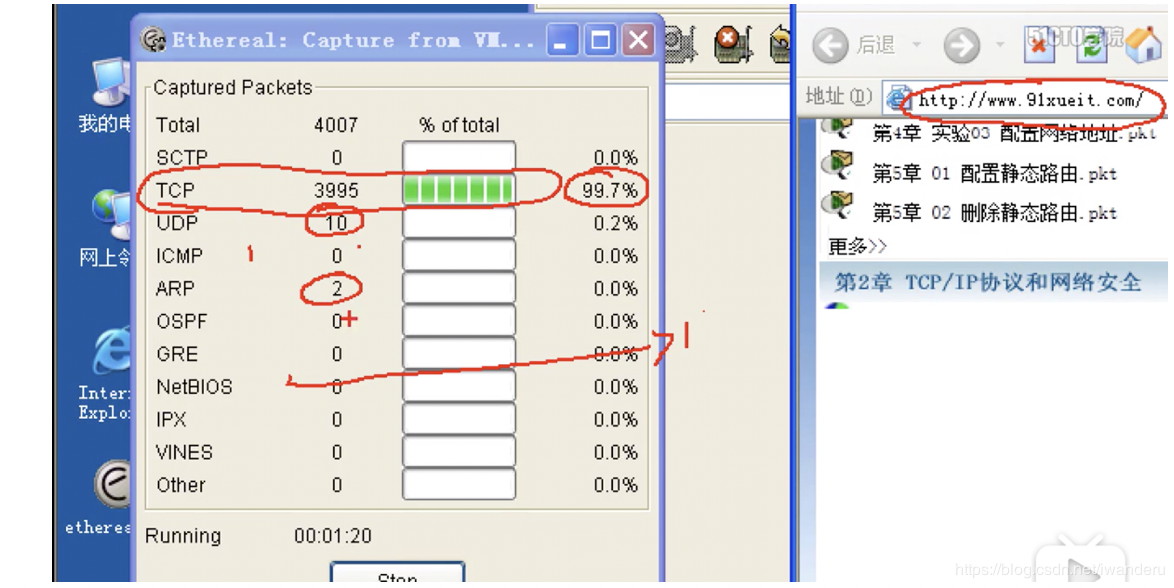 Ethereal: Capture from VM...
Captured Packets
Total 4007 % of total
SCTP 0 0.0%
TCP 3995 99.7%
UDP 10 0.2%
ICMP 0 0.0%
ARP 2 0.0%
OSPF 0 0.0%
GRE 0 0.0%
NetBIOS 0 0.0%
IPX 0 0.0%
VINES 0 0.0%
Other 0 0.0%
Running 00:01:20
Stop
我的电
网上令
Inter
Explo
etherea
后退
51CTO学院
地址(D) http://www.91xueit.com/
第4章 实验03 配置网络地址.pkt
第5章 01 配置静态路由.pkt
第5章 02 删除静态路由.pkt
更多>>
第2章 TCP/IP协议和网络安全
https://blog.csdn.net/iwanderu